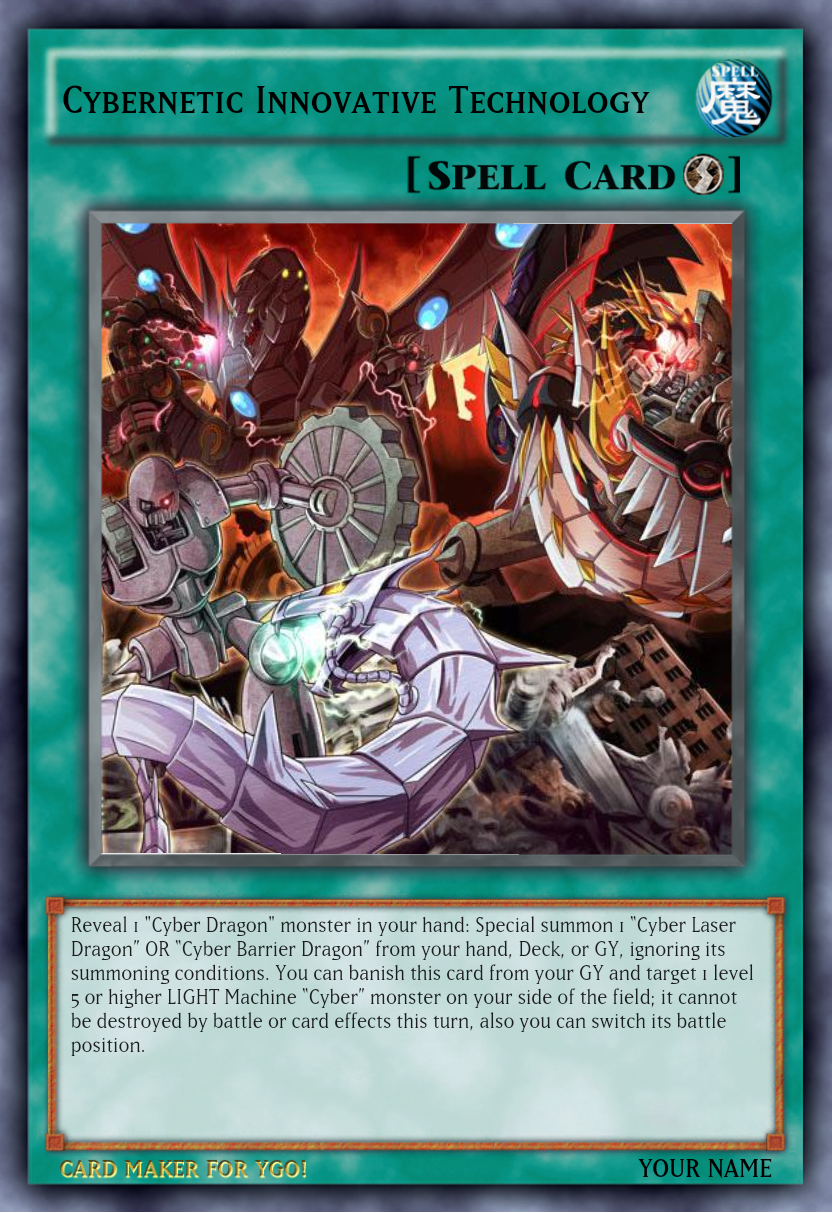 Cybernetic Innovative Technology
SPELL
魔
[Spell Card]
Reveal 1 "Cyber Dragon" monster in your hand: Special summon 1 "Cyber Laser
Dragon" OR "Cyber Barrier Dragon" from your hand, Deck, or GY, ignoring its
summoning conditions. You can banish this card from your GY and target 1 level
5 or higher LIGHT Machine "Cyber" monster on your side of the field; it cannot
be destroyed by battle or card effects this turn, also you can switch its battle
position.
CARD MAKER FOR YGO!
YOUR NAME